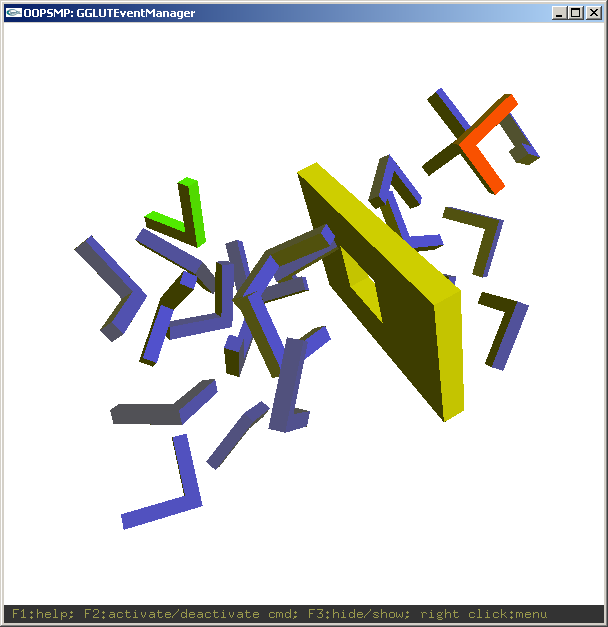 OOPSMP: GGLUTEventManager
F1:help; F2:activate/deactivate cmd; F3:hide/show; right click:menu